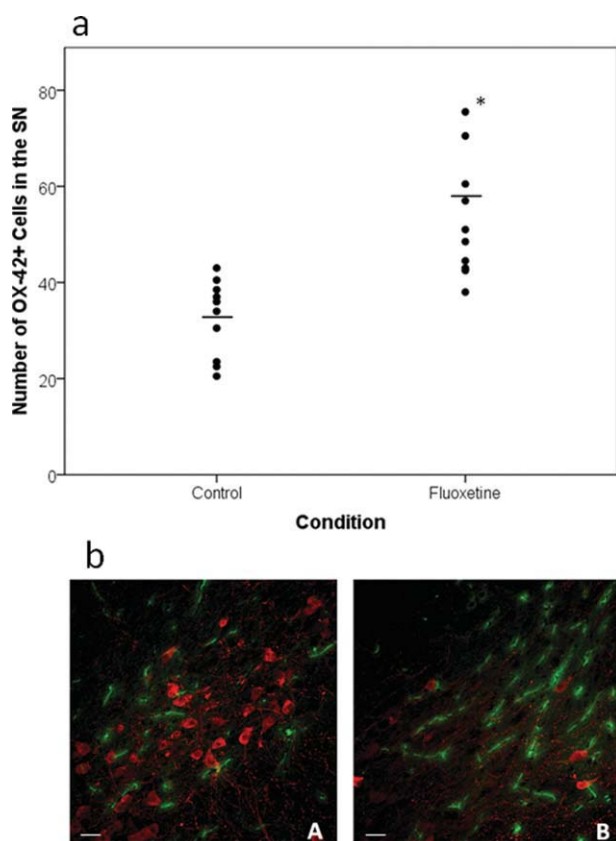 a
Number of OX-42+ Cells in the SN
80
60
40
20
0
*
Control
Fluoxetine
Condition
b
A
B